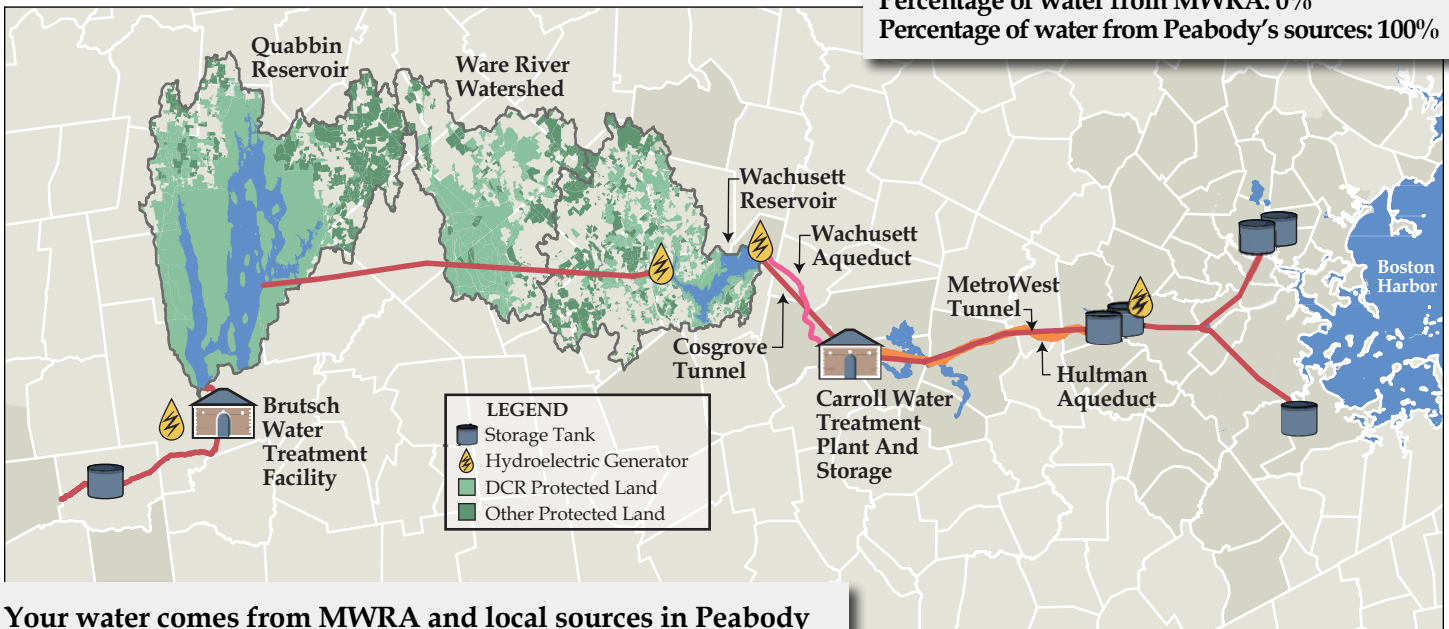 Percentage of water from MWRA: 0%
Percentage of water from Peabody's sources: 100%
Quabbin
Reservoir
Ware River
Watershed
Wachusett
Reservoir
Wachusett
Aqueduct
MetroWest
Tunnel
Boston
Harbor
Cosgrove
Tunnel
Hultman
Aqueduct
Carroll Water
Treatment
Plant And
Storage
Brutsch
Water
Treatment
Facility
LEGEND
Storage Tank
Hydroelectric Generator
DCR Protected Land
Other Protected Land
Your water comes from MWRA and local sources in Peabody